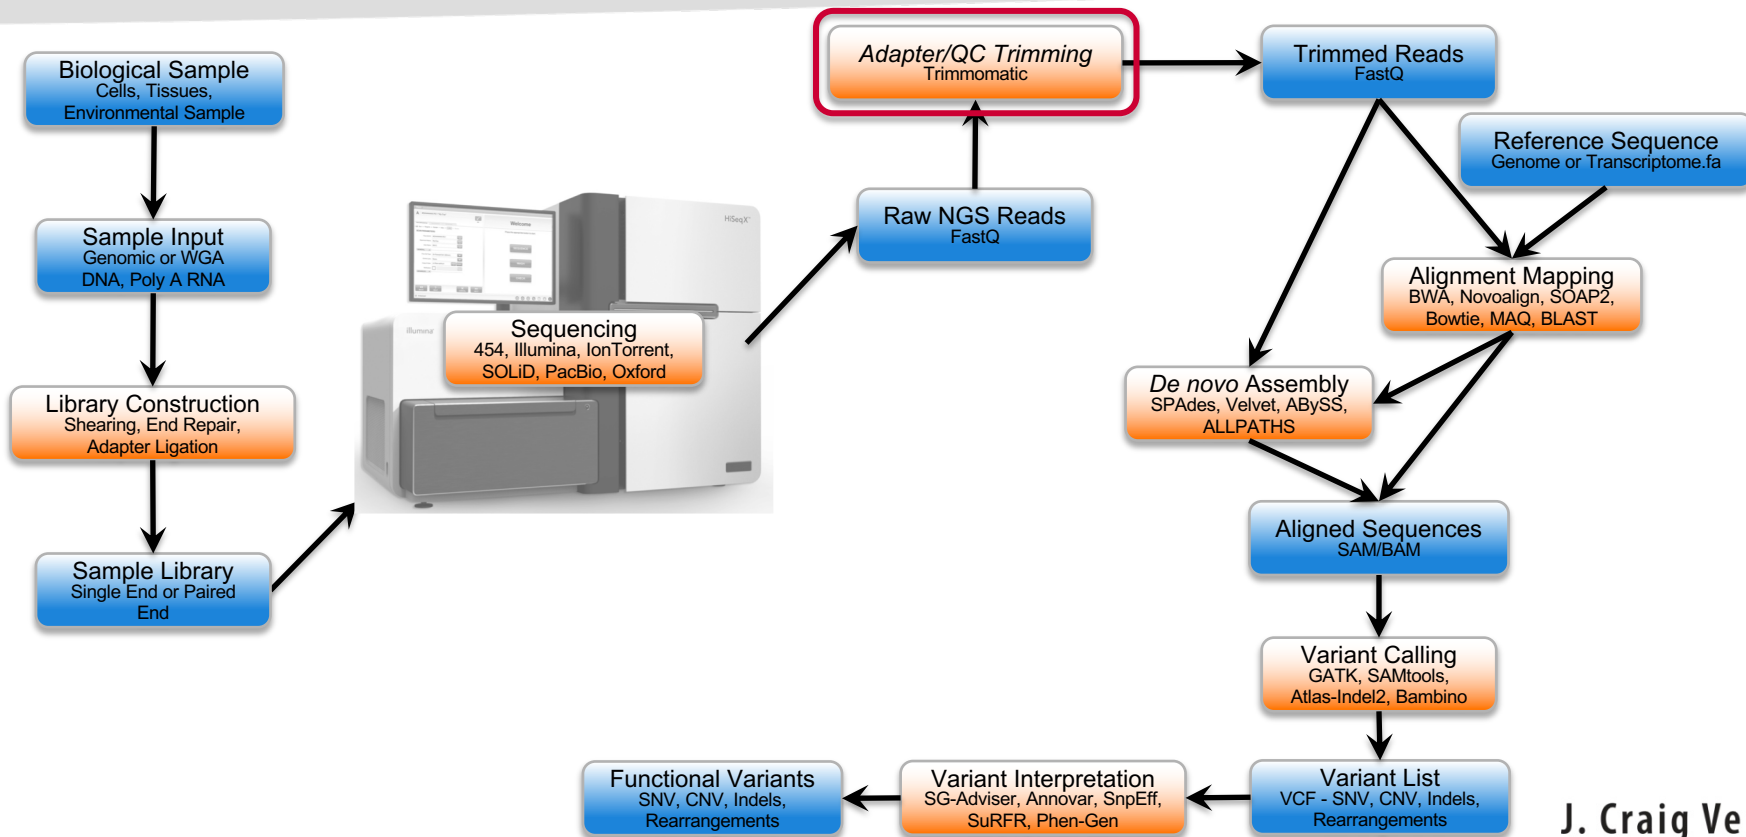 Biological Sample
Cells, Tissues,
Environmental Sample
Sample Input
Genomic or WGA
DNA, Poly A RNA
Library Construction
Shearing, End Repair,
Adapter Ligation
Sample Library
Single End or Paired
End
HiSeqX
Welcome
illumina
Sequencing
454, Illumina, IonTorrent,
SOLiD, PacBio, Oxford
Raw NGS Reads
FastQ
Adapter/QC Trimming
Trimmomatic
Trimmed Reads
FastQ
Reference Sequence
Genome or Transcriptome.fa
Alignment Mapping
BWA, Novoalign, SOAP2,
Bowtie, MAQ, BLAST
De novo Assembly
SPAdes, Velvet, ABySS,
ALLPATHS
Aligned Sequences
SAM/BAM
Variant Calling
GATK, SAMtools,
Atlas-Indel2, Bambino
Variant List
VCF - SNV, CNV, Indels,
Rearrangements
Variant Interpretation
SG-Adviser, Annovar, SnpEff,
SuRFR, Phen-Gen
Functional Variants
SNV, CNV, Indels,
Rearrangements
J. Craig Ve